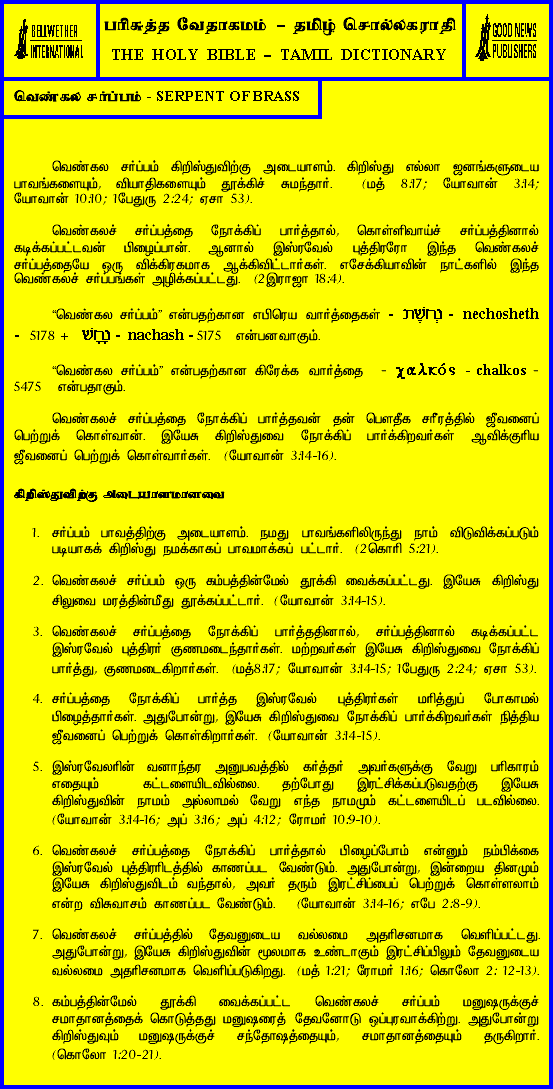 BELLWETHER
INTERNATIONAL
பரிசுத்த வேதாகமம் – தமிழ் சொல்லகராதி
THE HOLY BIBLE – TAMIL DICTIONARY
GOOD NEWS
PUBLISHERS
வெண்கல சர்ப்பம் - SERPENT OF BRASS
வெண்கல சர்ப்பம் கிறிஸ்துவிற்கு அடையாளம். கிறிஸ்து எல்லா ஜனங்களுடைய
பாவங்களையும், வியாதிகளையும் தூக்கிச் சுமந்தார். (மத் 8:17; யோவான் 3:14;
யோவான் 10:10; 1பேதுரு 2:24; ஏசா 53).
வெண்கலச் சர்ப்பத்தை நோக்கிப் பார்த்தால், கொள்ளிவாய்ச் சர்ப்பத்தினால்
கடிக்கப்பட்டவன் பிழைப்பான். ஆனால் இஸ்ரவேல் புத்திரரோ இந்த வெண்கலச்
சர்ப்பத்தையே ஒரு விக்கிரகமாக ஆக்கிவிட்டார்கள். எசேக்கியாவின் நாட்களில் இந்த
வெண்கலச் சர்ப்பங்கள் அழிக்கப்பட்டது. (2இராஜா 18:4).
“வெண்கல சர்ப்பம்” என்பதற்கான எபிரெய வார்த்தைகள் - - nechosheth
- 5178 + - nachash - 5175 என்பனவாகும்.
“வெண்கல சர்ப்பம்” என்பதற்கான கிரேக்க வார்த்தை - χαλκός - chalkos -
5475 என்பதாகும்.
வெண்கலச் சர்ப்பத்தை நோக்கிப் பார்த்தவன் தன் பௌதீக சரீரத்தில் ஜீவனைப்
பெற்றுக் கொள்வான். இயேசு கிறிஸ்துவை நோக்கிப் பார்க்கிறவர்கள் ஆவிக்குரிய
ஜீவனைப் பெற்றுக் கொள்வார்கள். (யோவான் 3:14-16).
கிறிஸ்துவிற்கு அடையாளமானவை
1. சர்ப்பம் பாவத்திற்கு அடையாளம். நமது பாவங்களிலிருந்து நாம் விடுவிக்கப்படும்
படியாகக் கிறிஸ்து நமக்காகப் பாவமாக்கப் பட்டார். (2கொரி 5:21).
2. வெண்கலச் சர்ப்பம் ஒரு கம்பத்தின்மேல் தூக்கி வைக்கப்பட்டது. இயேசு கிறிஸ்து
சிலுவை மரத்தின்மீது தூக்கப்பட்டார். (யோவான் 3:14-15).
3. வெண்கலச் சர்ப்பத்தை நோக்கிப் பார்த்ததினால், சர்ப்பத்தினால் கடிக்கப்பட்ட
இஸ்ரவேல் புத்திரர் குணமடைந்தார்கள். மற்றவர்கள் இயேசு கிறிஸ்துவை நோக்கிப்
பார்த்து, குணமடைகிறார்கள். (மத்8:17; யோவான் 3:14-15; 1பேதுரு 2:24; ஏசா 53).
4. சர்ப்பத்தை நோக்கிப் பார்த்த இஸ்ரவேல் புத்திரர்கள் மரித்துப் போகாமல்
பிழைத்தார்கள். அதுபோன்று, இயேசு கிறிஸ்துவை நோக்கிப் பார்க்கிறவர்கள் நித்திய
ஜீவனைப் பெற்றுக் கொள்கிறார்கள். (யோவான் 3:14-15).
5. இஸ்ரவேலரின் வனாந்தர அனுபவத்தில் கர்த்தர் அவர்களுக்கு வேறு பரிகாரம்
எதையும் கட்டளையிடவில்லை. தற்போது இரட்சிக்கப்படுவதற்கு இயேசு
கிறிஸ்துவின் நாமம் அல்லாமல் வேறு எந்த நாமமும் கட்டளையிடப் படவில்லை.
(யோவான் 3:14-16; அப் 3:16; அப் 4:12; ரோமர் 10:9-10).
6. வெண்கலச் சர்ப்பத்தை நோக்கிப் பார்த்தால் பிழைப்போம் என்னும் நம்பிக்கை
இஸ்ரவேல் புத்திரரிடத்தில் காணப்பட வேண்டும். அதுபோன்று, இன்றைய தினமும்
இயேசு கிறிஸ்துவிடம் வந்தால், அவர் தரும் இரட்சிப்பைப் பெற்றுக் கொள்ளலாம்
என்ற விசுவாசம் காணப்பட வேண்டும். (யோவான் 3:14-16; எபே 2:8-9).
7. வெண்கலச் சர்ப்பத்தில் தேவனுடைய வல்லமை அதரிசனமாக வெளிப்பட்டது.
அதுபோன்று, இயேசு கிறிஸ்துவின் மூலமாக உண்டாகும் இரட்சிப்பிலும் தேவனுடைய
வல்லமை அதரிசனமாக வெளிப்படுகிறது. (மத் 1:21; ரோமர் 1:16; கொலோ 2: 12-13).
8. கம்பத்தின்மேல் தூக்கி வைக்கப்பட்ட வெண்கலச் சர்ப்பம் மனுஷருக்குச்
சமாதானத்தைக் கொடுத்தது மனுஷரைத் தேவனோடு ஒப்புரவாக்கிற்று. அதுபோன்று
கிறிஸ்துவும் மனுஷருக்குச் சந்தோஷத்தையும், சமாதானத்தையும் தருகிறார்.
(கொலோ 1:20-21).